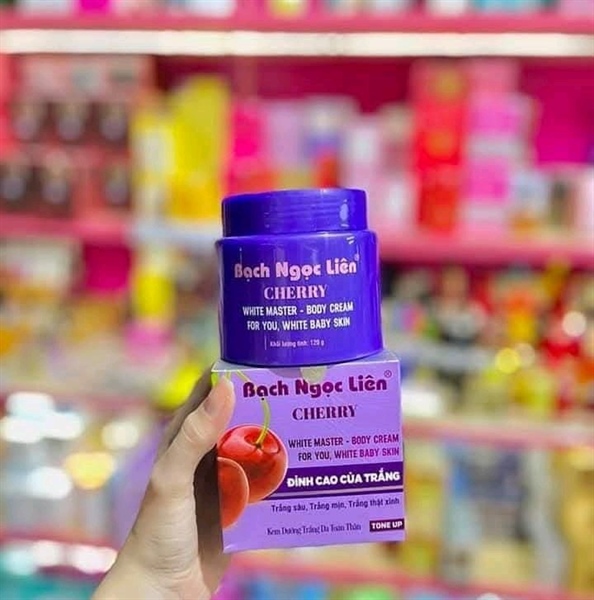 Bạch Ngọc Liên®
CHERRY
WHITE MASTER - BODY CREAM
FOR YOU, WHITE BABY SKIN
Khối lượng tịnh: 120 g
Bạch Ngọc Liên®
CHERRY
WHITE MASTER - BODY CREAM
FOR YOU, WHITE BABY SKIN
ĐỈNH CAO CỦA TRẮNG
Trắng sâu, Trắng mịn, Trắng thật xinh
Kem Dưỡng Trắng Da Toàn Thân
TONE UP